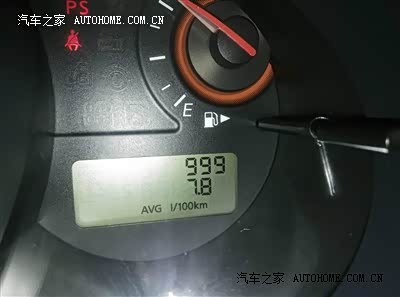 汽车之家 AUTOHOME.COM.CN
PS
E
999
7.8
AVG l/100km
汽车之家 AUTOHOME.COM.CN